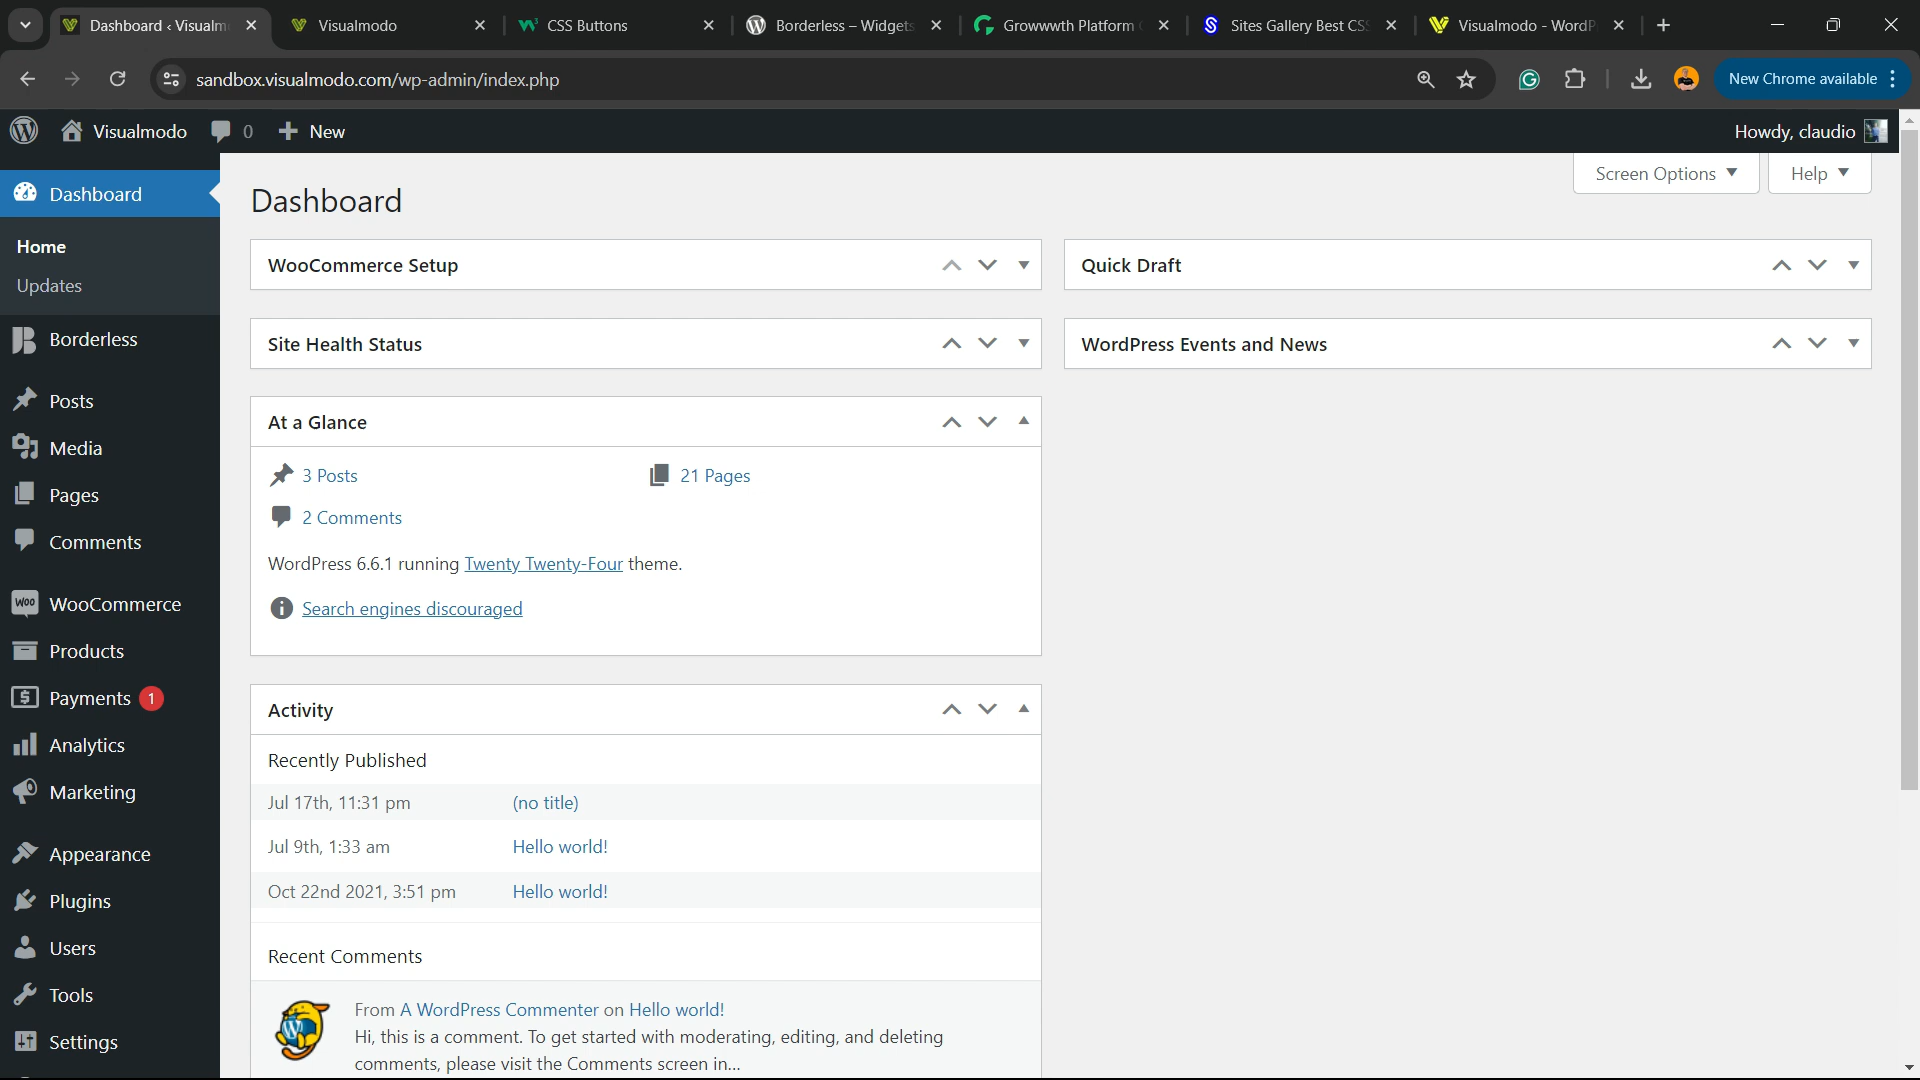 Dashboard ‹ Visualm
Visualmodo
CSS Buttons
Borderless – Widgets
Growwwth Platform
Sites Gallery Best CSS
Visualmodo - WordP
sandbox.visualmodo.com/wp-admin/index.php
New Chrome available
Visualmodo
0
New
Howdy, claudio
Dashboard
Home
Updates
Borderless
Posts
Media
Pages
Comments
WooCommerce
Products
Payments 1
Analytics
Marketing
Appearance
Plugins
Users
Tools
Settings
Screen Options
Help
Dashboard
WooCommerce Setup
Site Health Status
At a Glance
3 Posts
21 Pages
2 Comments
WordPress 6.6.1 running Twenty Twenty-Four theme.
Search engines discouraged
Activity
Recently Published
Jul 17th, 11:31 pm (no title)
Jul 9th, 1:33 am Hello world!
Oct 22nd 2021, 3:51 pm Hello world!
Recent Comments
From A WordPress Commenter on Hello world!
Hi, this is a comment. To get started with moderating, editing, and deleting
comments, please visit the Comments screen in...
Quick Draft
WordPress Events and News